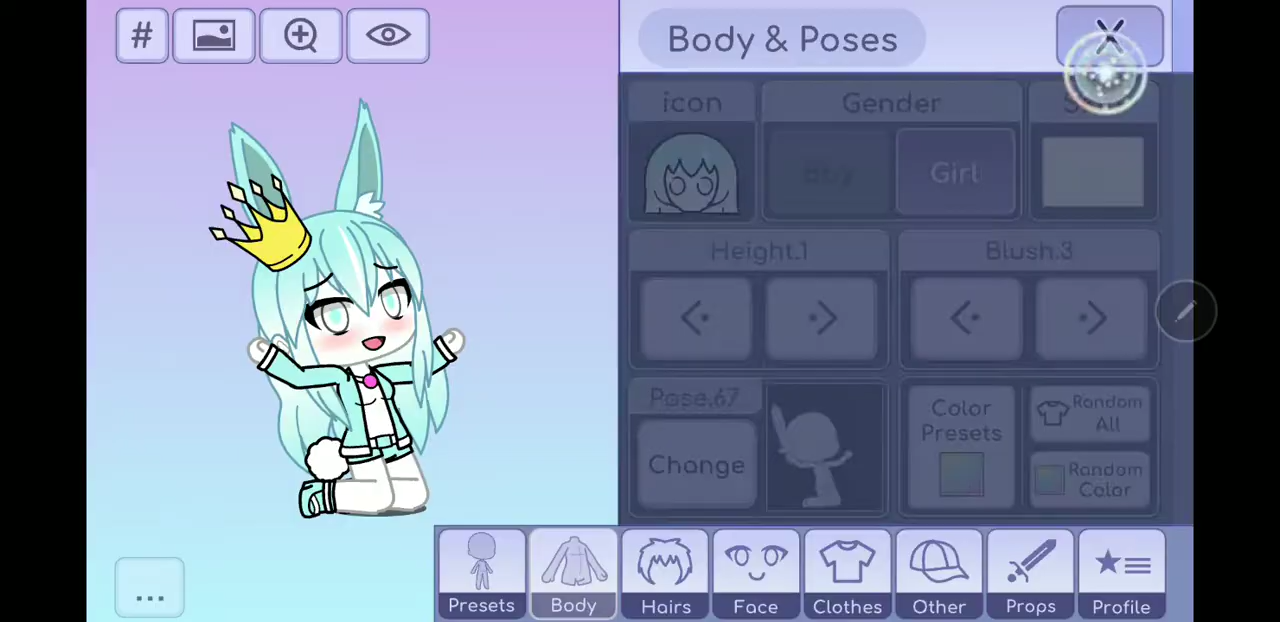 #
Body & Poses
X
icon
Gender
Boy
Girl
Height.1
Blush.3
Pose.67
Change
Color
Presets
Random
All
Random
Color
...
Presets
Body
Hairs
Face
Clothes
Other
Props
Profile